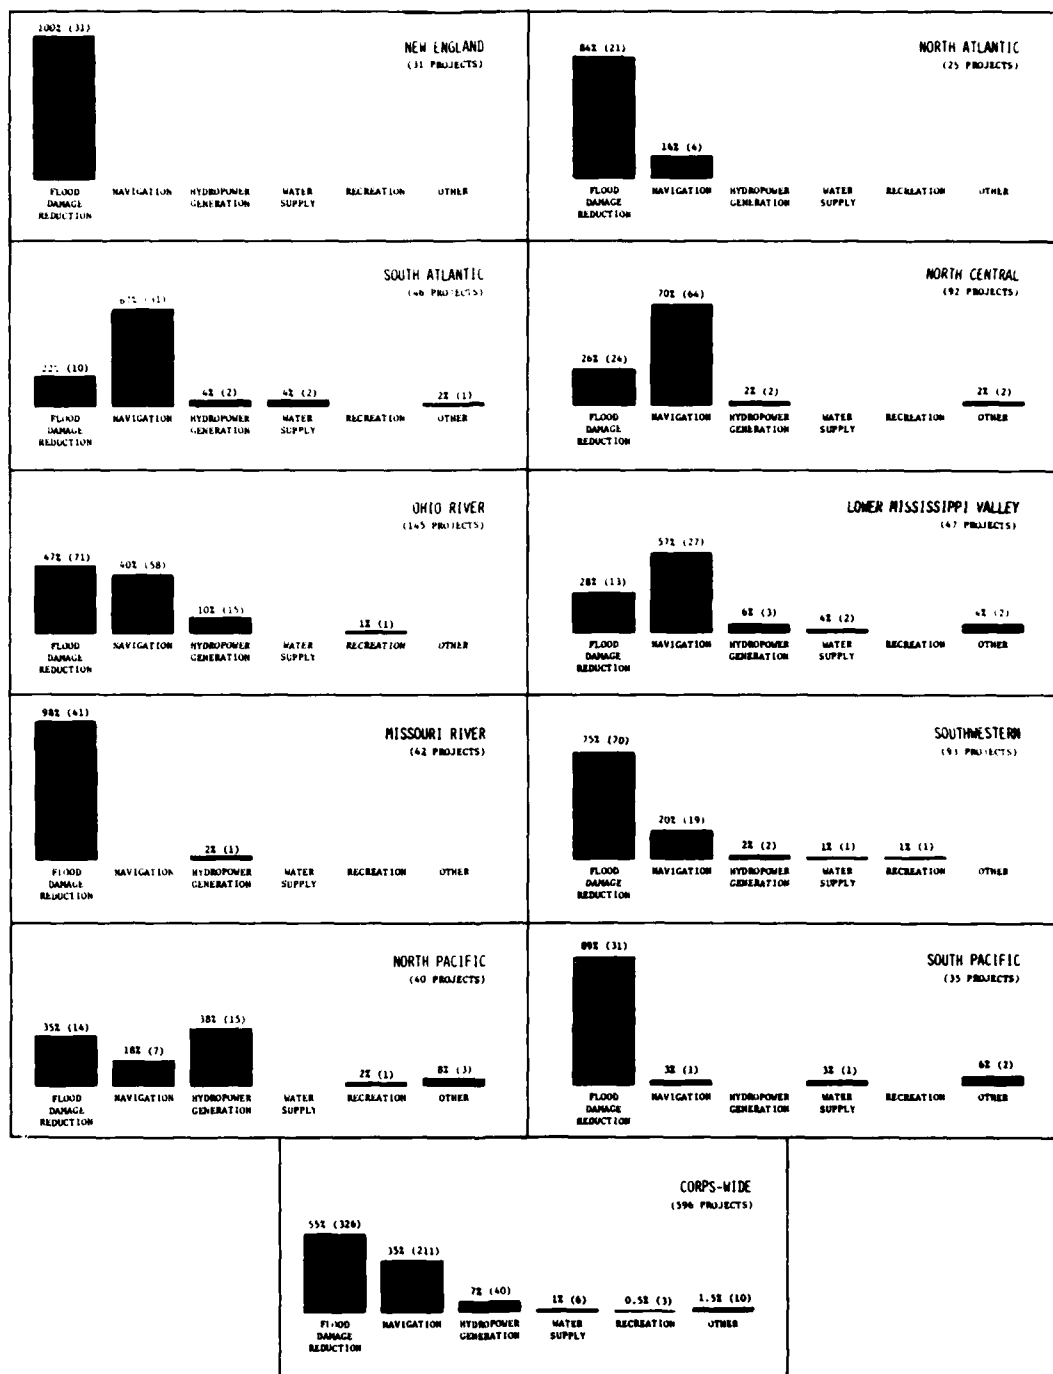 100% (31)
NEW ENGLAND
(31 PROJECTS)
FLOOD DAMAGE REDUCTION
NAVIGATION
HYDROPOWER GENERATION
WATER SUPPLY
RECREATION
OTHER
NORTH ATLANTIC
(25 PROJECTS)
84% (21)
16% (4)
FLOOD DAMAGE REDUCTION
NAVIGATION
HYDROPOWER GENERATION
WATER SUPPLY
RECREATION
OTHER
SOUTH ATLANTIC
(46 PROJECTS)
67% (31)
22% (10)
4% (2)
4% (2)
2% (1)
FLOOD DAMAGE REDUCTION
NAVIGATION
HYDROPOWER GENERATION
WATER SUPPLY
RECREATION
OTHER
NORTH CENTRAL
(92 PROJECTS)
70% (64)
26% (24)
2% (2)
2% (2)
FLOOD DAMAGE REDUCTION
NAVIGATION
HYDROPOWER GENERATION
WATER SUPPLY
RECREATION
OTHER
OHIO RIVER
(145 PROJECTS)
47% (71)
40% (58)
10% (15)
1% (1)
FLOOD DAMAGE REDUCTION
NAVIGATION
HYDROPOWER GENERATION
WATER SUPPLY
RECREATION
OTHER
LOWER MISSISSIPPI VALLEY
(47 PROJECTS)
57% (27)
28% (13)
6% (3)
4% (2)
4% (2)
FLOOD DAMAGE REDUCTION
NAVIGATION
HYDROPOWER GENERATION
WATER SUPPLY
RECREATION
OTHER
98% (41)
MISSOURI RIVER
(42 PROJECTS)
2% (1)
FLOOD DAMAGE REDUCTION
NAVIGATION
HYDROPOWER GENERATION
WATER SUPPLY
RECREATION
OTHER
SOUTHWESTERN
(93 PROJECTS)
75% (70)
20% (19)
2% (2)
1% (1)
1% (1)
FLOOD DAMAGE REDUCTION
NAVIGATION
HYDROPOWER GENERATION
WATER SUPPLY
RECREATION
OTHER
NORTH PACIFIC
(40 PROJECTS)
35% (14)
18% (7)
38% (15)
2% (1)
8% (3)
FLOOD DAMAGE REDUCTION
NAVIGATION
HYDROPOWER GENERATION
WATER SUPPLY
RECREATION
OTHER
89% (31)
SOUTH PACIFIC
(35 PROJECTS)
3% (1)
3% (1)
6% (2)
FLOOD DAMAGE REDUCTION
NAVIGATION
HYDROPOWER GENERATION
WATER SUPPLY
RECREATION
OTHER
CORPS-WIDE
(596 PROJECTS)
55% (326)
35% (211)
7% (40)
1% (6)
0.5% (3)
1.5% (10)
FLOOD DAMAGE REDUCTION
NAVIGATION
HYDROPOWER GENERATION
WATER SUPPLY
RECREATION
OTHER